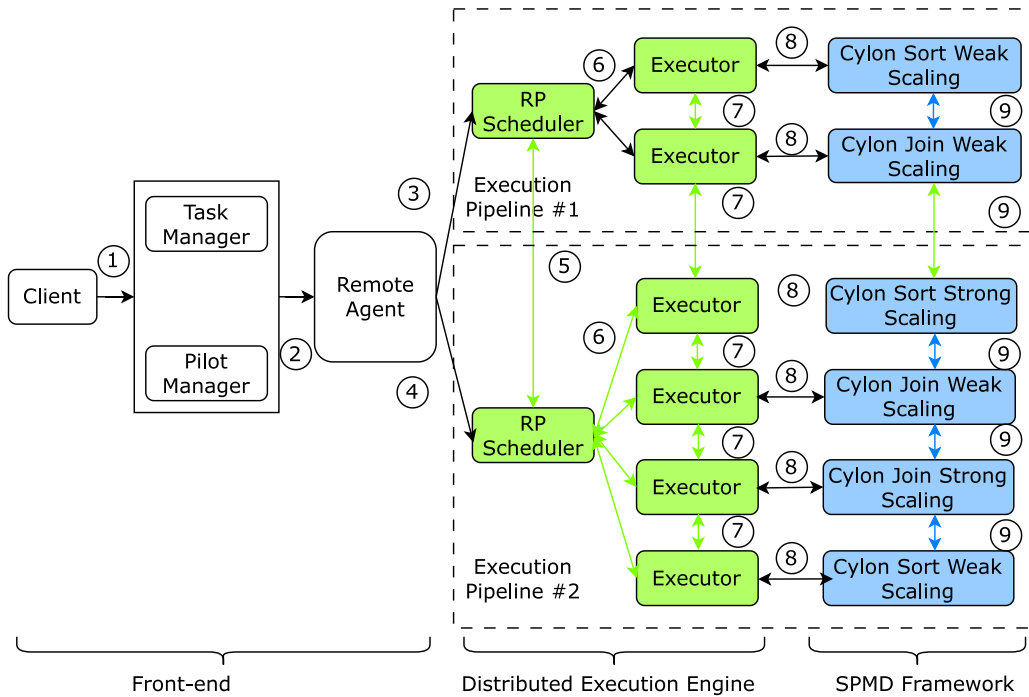 Client
1
Task
Manager
Pilot
Manager
2
Remote
Agent
3
4
RP
Scheduler
Execution
Pipeline #1
5
6
Executor
7
Executor
7
8
8
Cylon Sort Weak
Scaling
9
Cylon Join Weak
Scaling
9
RP
Scheduler
Execution
Pipeline #2
6
Executor
7
Executor
7
Executor
7
Executor
8
8
8
8
Cylon Sort Strong
Scaling
9
Cylon Join Weak
Scaling
9
Cylon Join Strong
Scaling
9
Cylon Sort Weak
Scaling
Front-end
Distributed Execution Engine
SPMD Framework